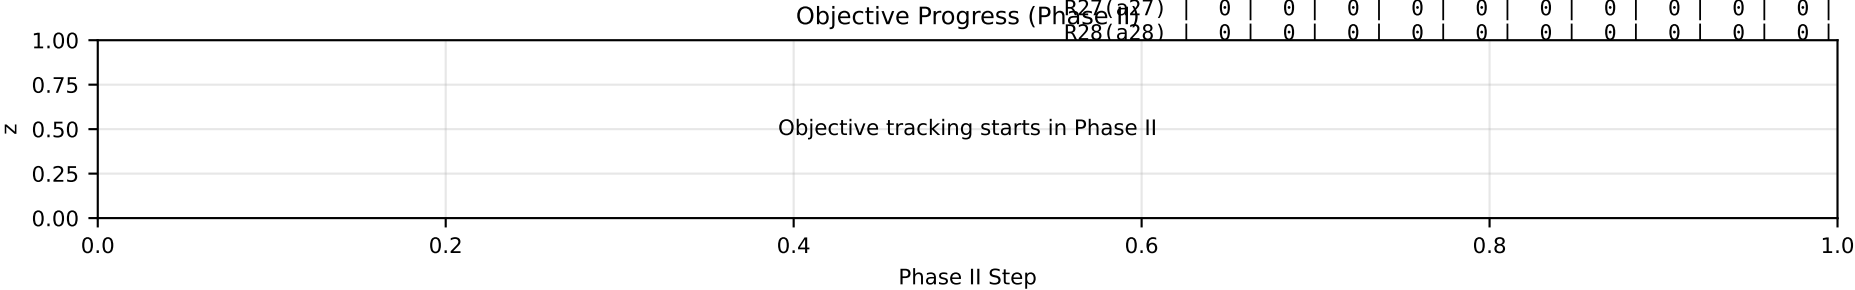 R27(a27) | 0 | 0 | 0 | 0 | 0 | 0 | 0 | 0 | 0 | 0 |
Objective Progress (Phase II)
R28(a28) | 0 | 0 | 0 | 0 | 0 | 0 | 0 | 0 | 0 | 0 |
1.00
0.75
z
0.50
Objective tracking starts in Phase II
0.25
0.00
0.0 0.2 0.4 0.6 0.8 1.0
Phase II Step